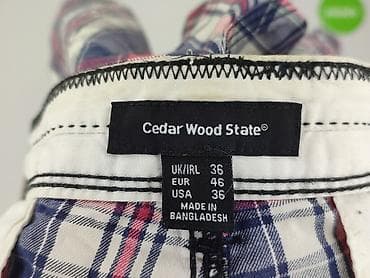 Cedar Wood State®
UK/IRL 36
EUR 46
USA 36
MADE IN
BANGLADESH